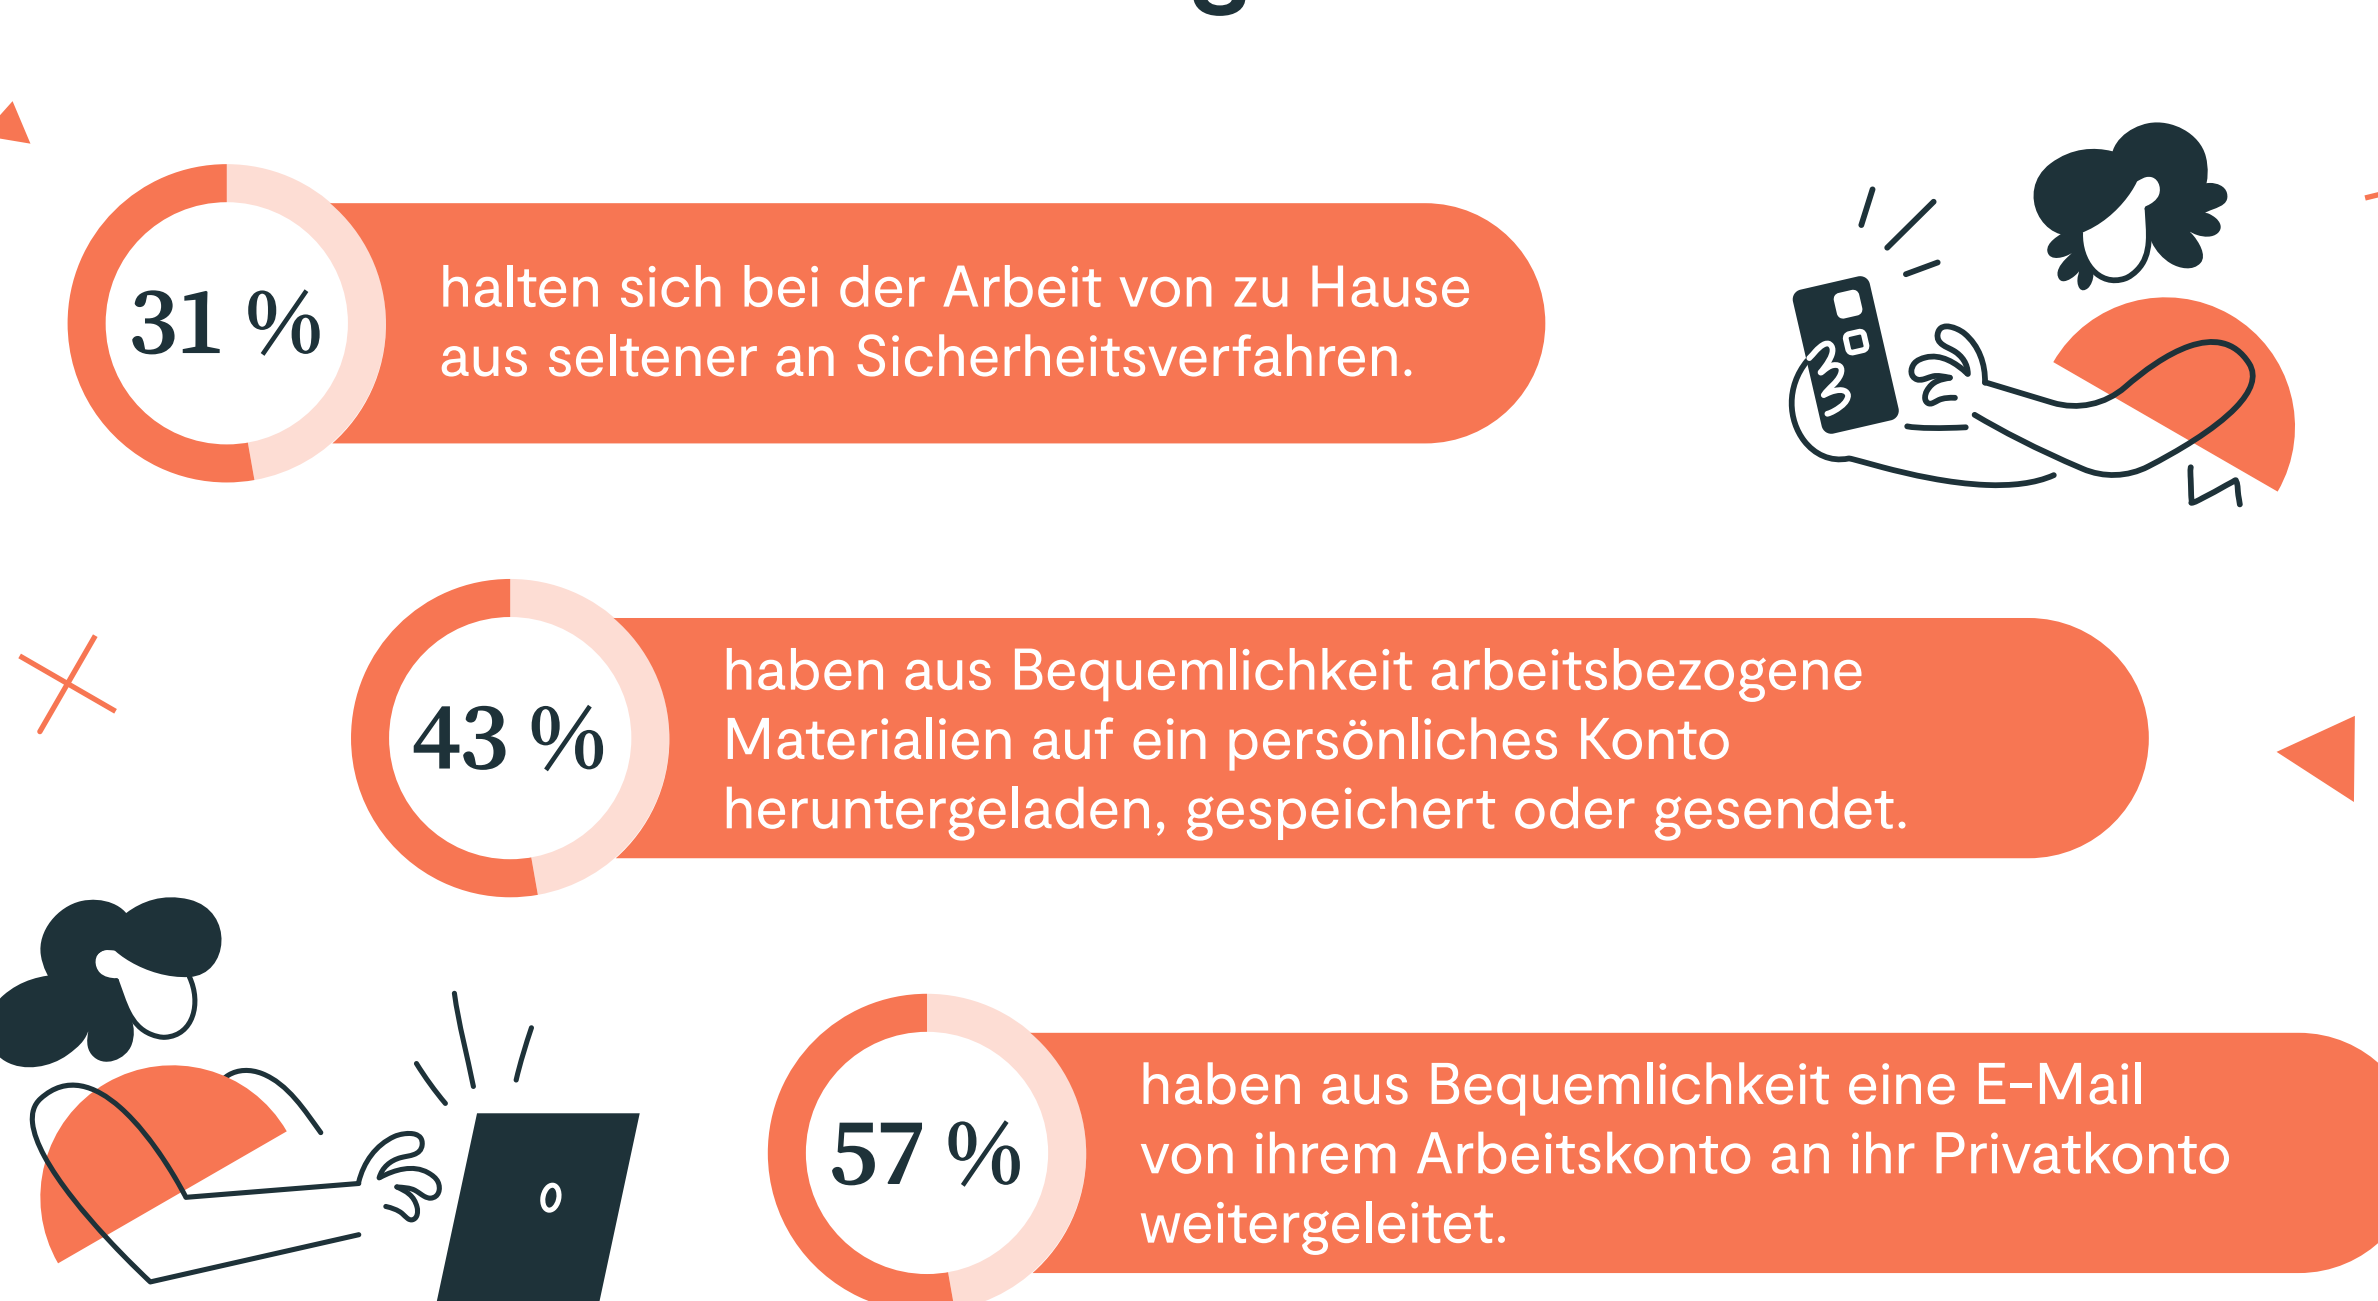 31 %
halten sich bei der Arbeit von zu Hause
aus seltener an Sicherheitsverfahren.
43 %
haben aus Bequemlichkeit arbeitsbezogene
Materialien auf ein persönliches Konto
heruntergeladen, gespeichert oder gesendet.
57 %
haben aus Bequemlichkeit eine E-Mail
von ihrem Arbeitskonto an ihr Privatkonto
weitergeleitet.